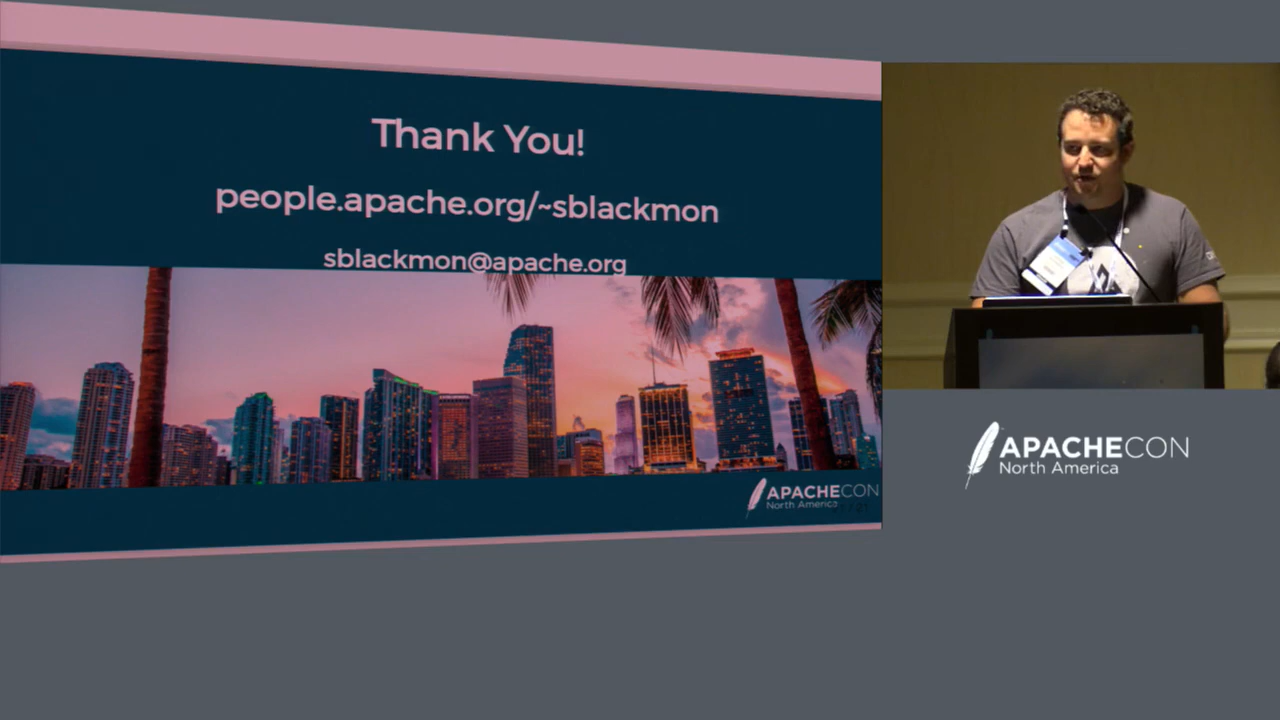 Thank You!
people.apache.org/~sblackmon
sblackmon@apache.org
APACHECON
North America
APACHECON
North America